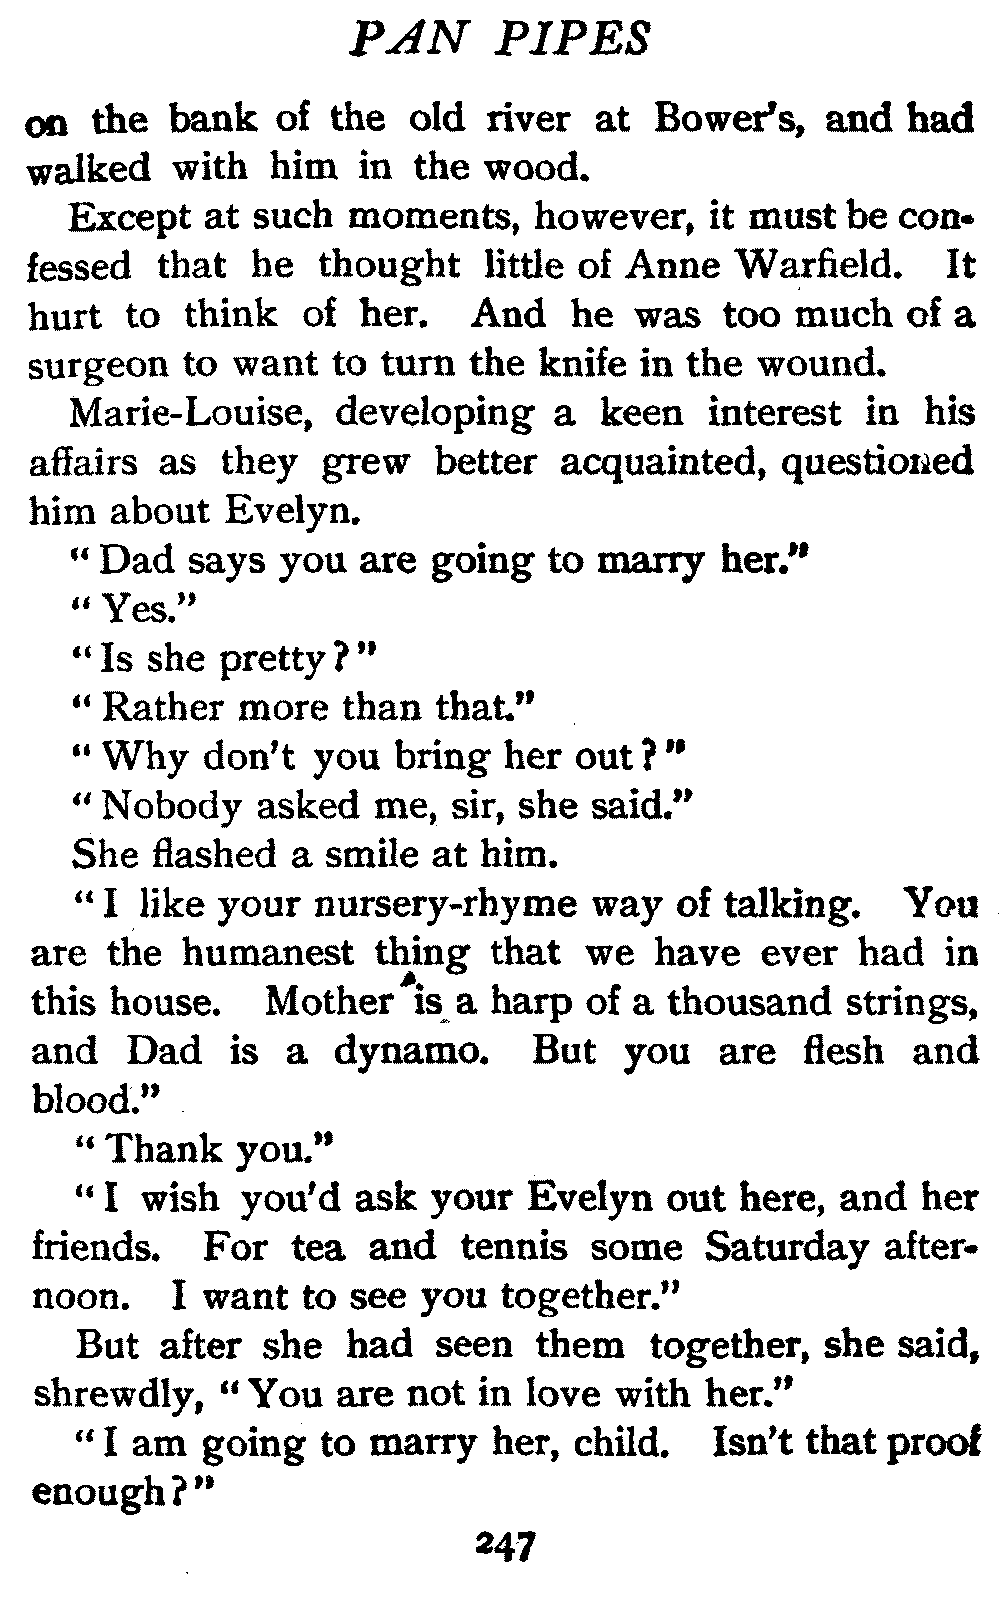 PAN PIPES
on the bank of the old river at Bower's, and had
walked with him in the wood.
Except at such moments, however, it must be con-
fessed that he thought little of Anne Warfield. It
hurt to think of her. And he was too much of a
surgeon to want to turn the knife in the wound.
Marie-Louise, developing a keen interest in his
affairs as they grew better acquainted, questioned
him about Evelyn.
"Dad says you are going to marry her."
"Yes."
"Is she pretty?"
"Rather more than that."
"Why don't you bring her out?"
"Nobody asked me, sir, she said."
She flashed a smile at him.
"I like your nursery-rhyme way of talking. You
are the humanest thing that we have ever had in
this house. Mother is a harp of a thousand strings,
and Dad is a dynamo. But you are flesh and
blood."
"Thank you."
"I wish you'd ask your Evelyn out here, and her
friends. For tea and tennis some Saturday after-
noon. I want to see you together."
But after she had seen them together, she said,
shrewdly, "You are not in love with her."
"I am going to marry her, child. Isn't that proof
enough?"
247